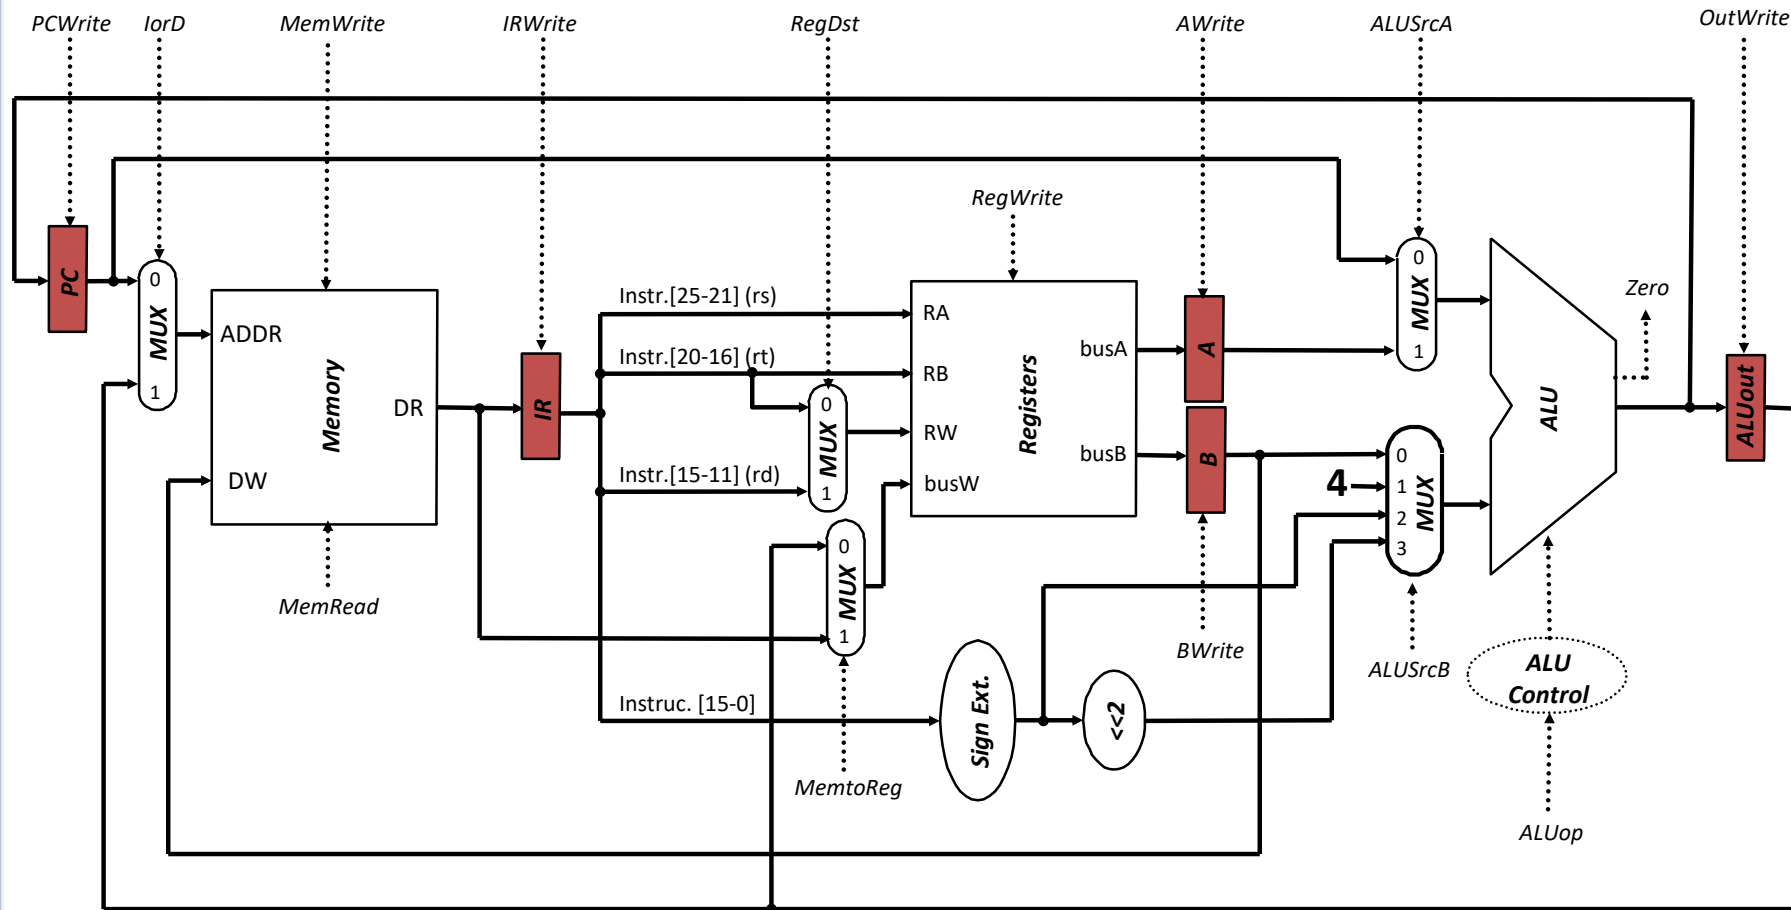 PCWrite
IorD
MemWrite
IRWrite
RegDst
AWrite
ALUSrcA
OutWrite
RegWrite
PC
0
MUX
1
ADDR
Memory
DR
DW
MemRead
IR
Instr.[25-21] (rs)
Instr.[20-16] (rt)
Instr.[15-11] (rd)
Instruc. [15-0]
0
MUX
1
0
MUX
1
MemtoReg
RA
RB
RW
busW
Registers
busA
busB
A
B
BWrite
Sign Ext.
<<2
0
MUX
1
4
0
1
2
3
MUX
ALUSrcB
ALU
Zero
ALU
Control
ALUop
ALUout